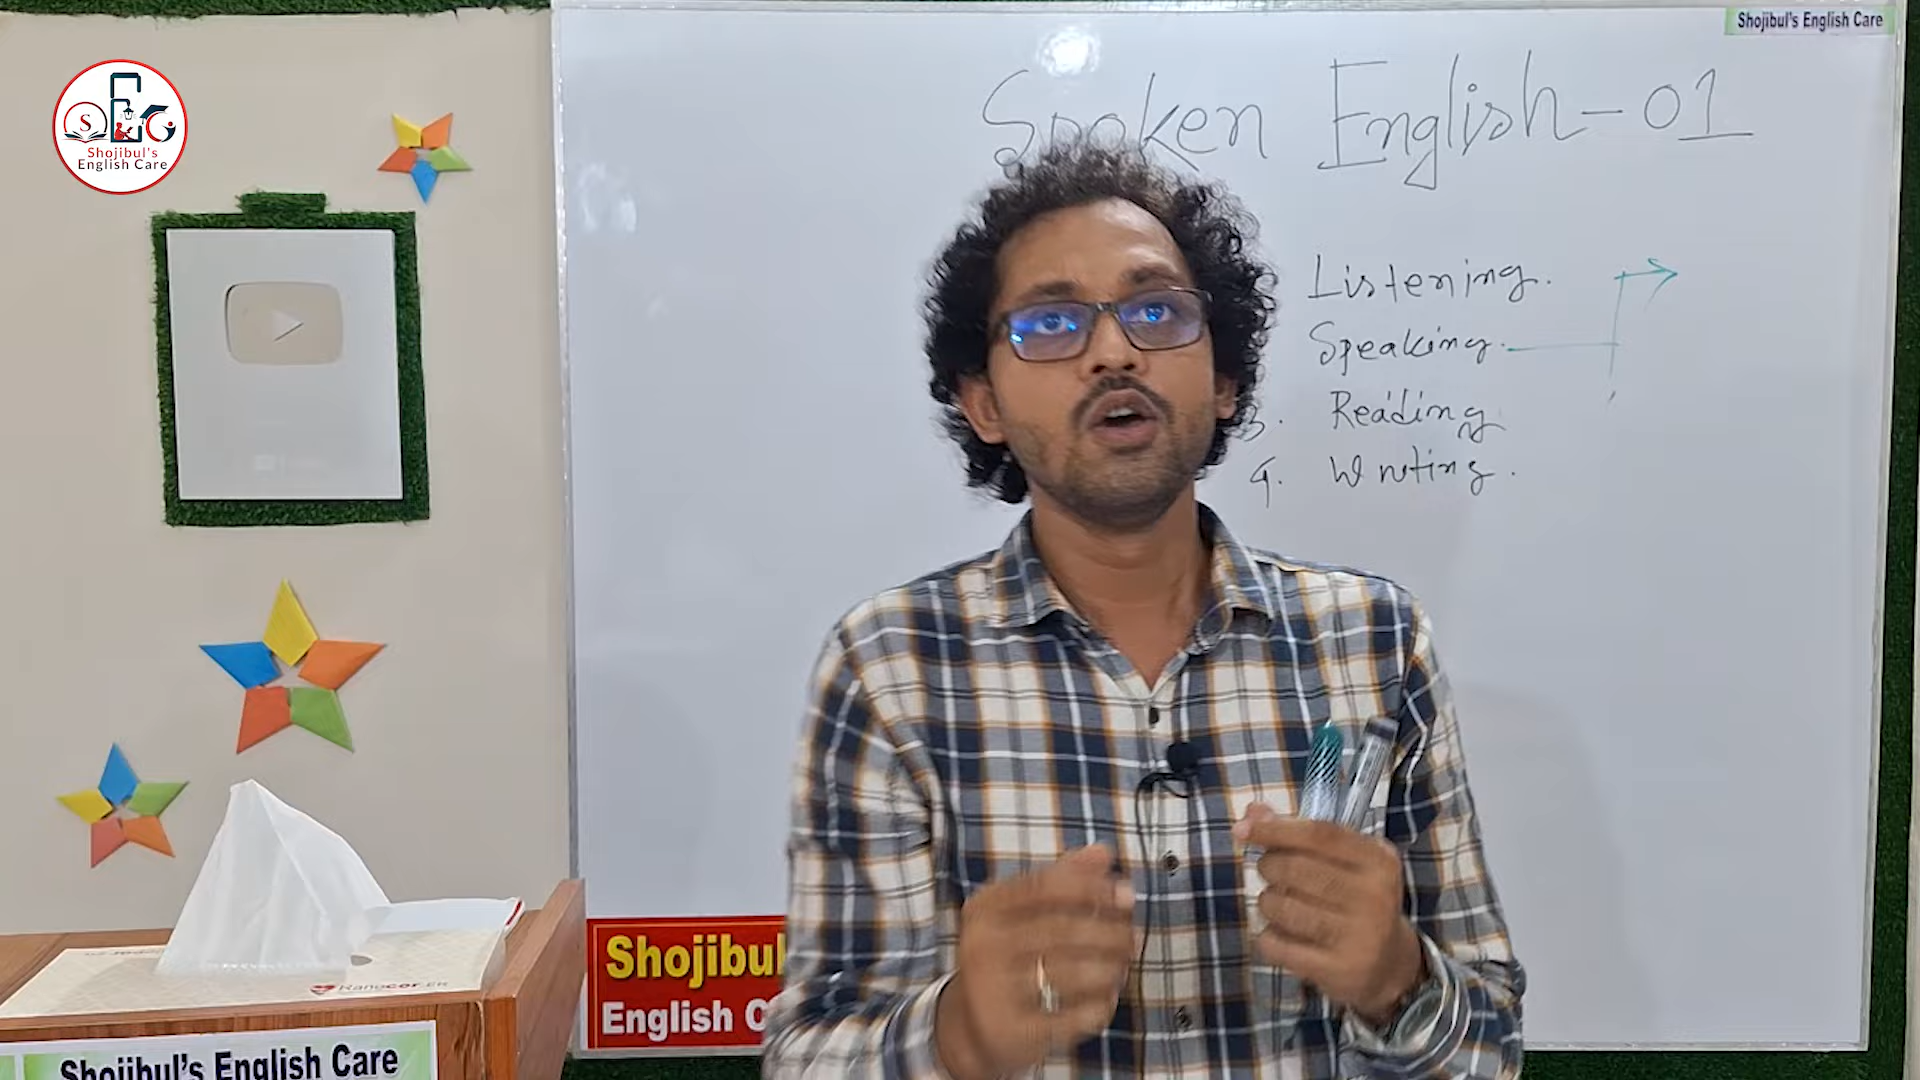 Shojibul's English Care
S
Shojibul's
English Care
Spoken English-01
Listening.
Speaking.
3. Reading
4. Writing.
Shojibul
English C
Shojibul's English Care